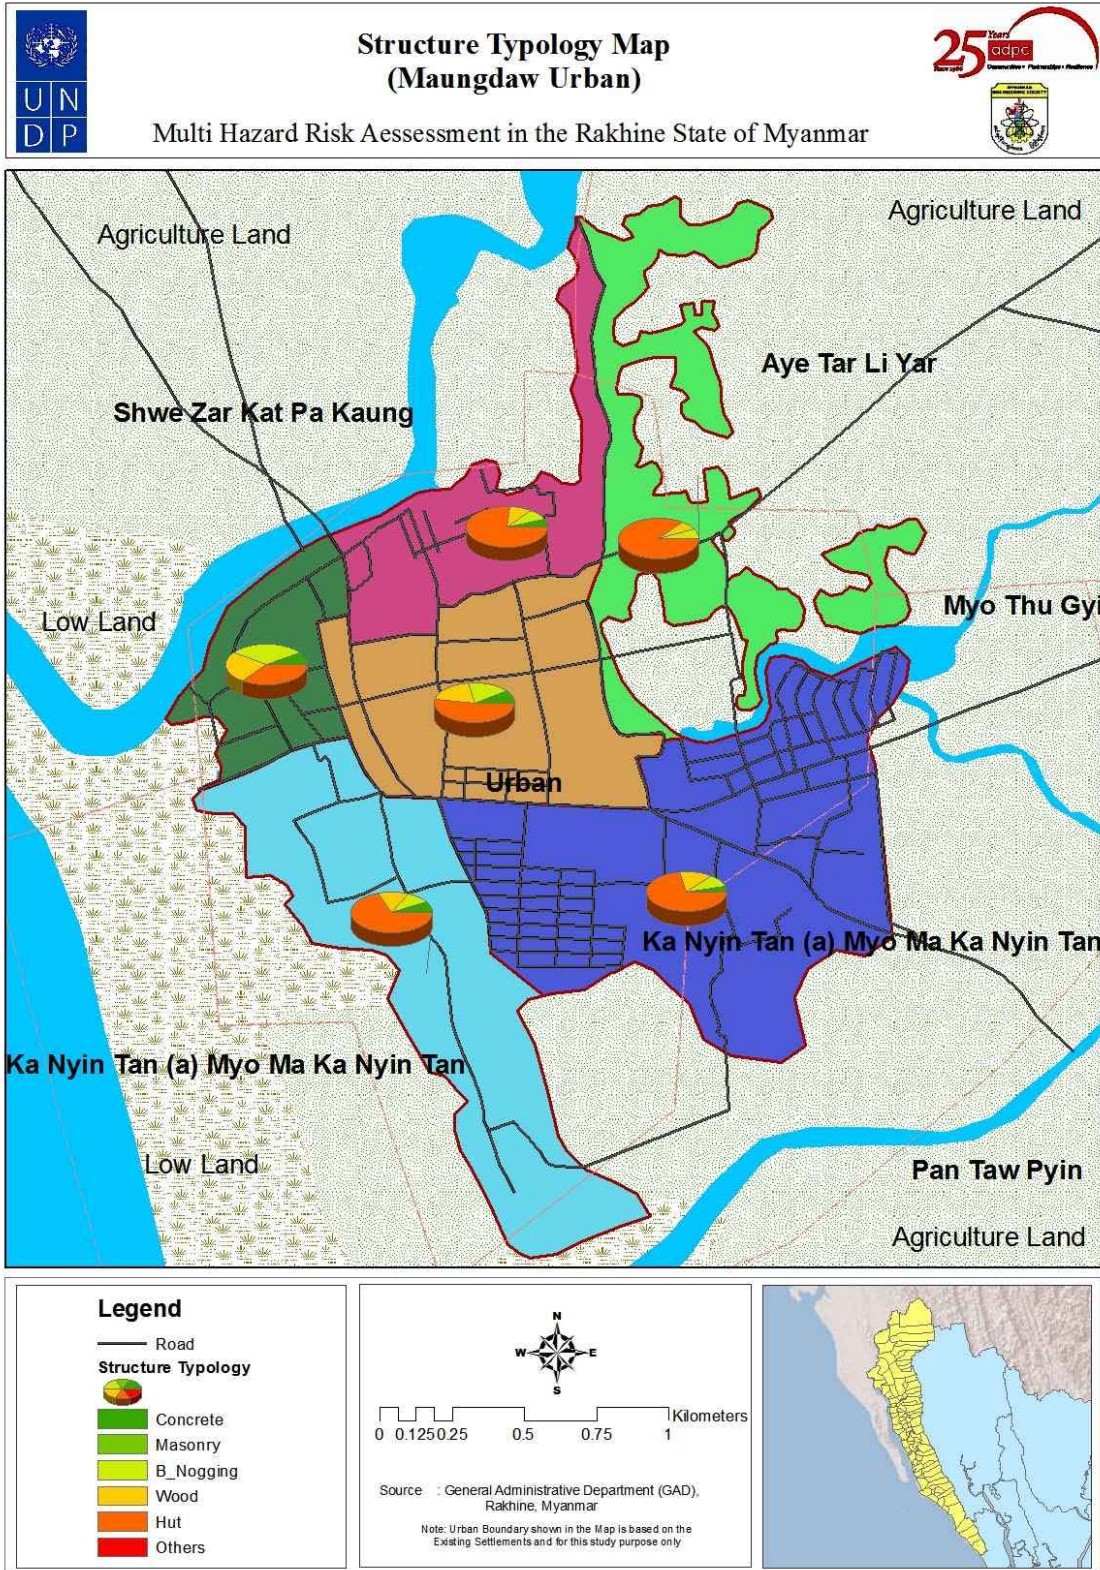 U N
D P
Structure Typology Map
(Maungdaw Urban)
Multi Hazard Risk Aessessment in the Rakhine State of Myanmar
25 Years
adpc
Agriculture Land
Agriculture Land
Aye Tar Li Yar
Shwe Zar Kat Pa Kaung
Low Land
Myo Thu Gyi
Urban
Ka Nyin Tan (a) Myo Ma Ka Nyin Tan
Ka Nyin Tan (a) Myo Ma Ka Nyin Tan
Low Land
Pan Taw Pyin
Agriculture Land
Legend
Road
Structure Typology
Concrete
Masonry
B_Nogging
Wood
Hut
Others
N
W E
S
Kilometers
0 0.125 0.25 0.5 0.75 1
Source : General Administrative Department (GAD),
Rakhine, Myanmar
Note: Urban Boundary shown in the Map is based on the
Existing Settlements and for this study purpose only